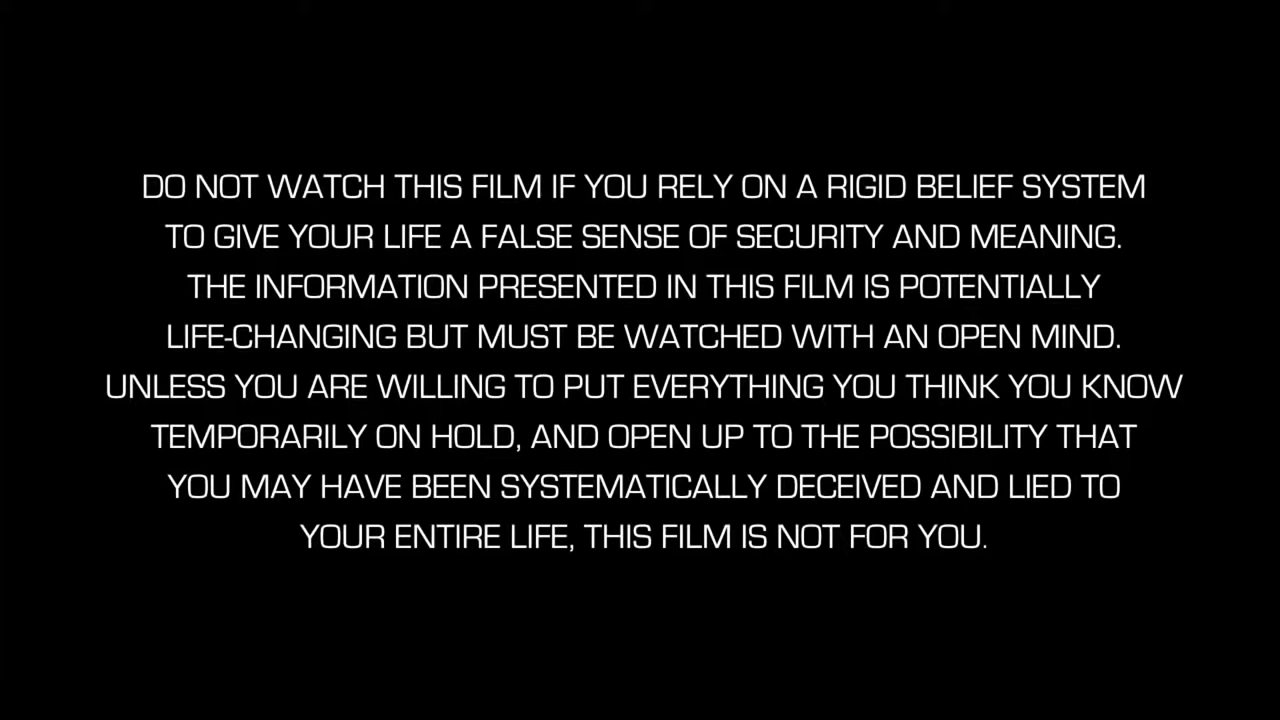 DO NOT WATCH THIS FILM IF YOU RELY ON A RIGID BELIEF SYSTEM
TO GIVE YOUR LIFE A FALSE SENSE OF SECURITY AND MEANING.
THE INFORMATION PRESENTED IN THIS FILM IS POTENTIALLY
LIFE-CHANGING BUT MUST BE WATCHED WITH AN OPEN MIND.
UNLESS YOU ARE WILLING TO PUT EVERYTHING YOU THINK YOU KNOW
TEMPORARILY ON HOLD, AND OPEN UP TO THE POSSIBILITY THAT
YOU MAY HAVE BEEN SYSTEMATICALLY DECEIVED AND LIED TO
YOUR ENTIRE LIFE, THIS FILM IS NOT FOR YOU.